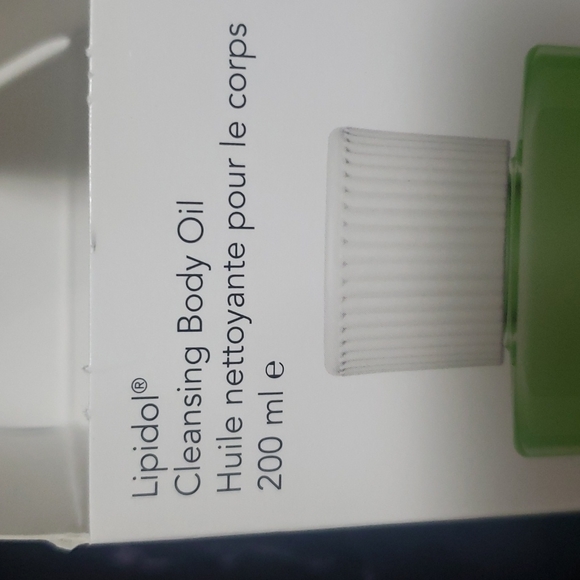 Lipidol®
Cleansing Body Oil
Huile nettoyante pour le corps
200 ml ℮